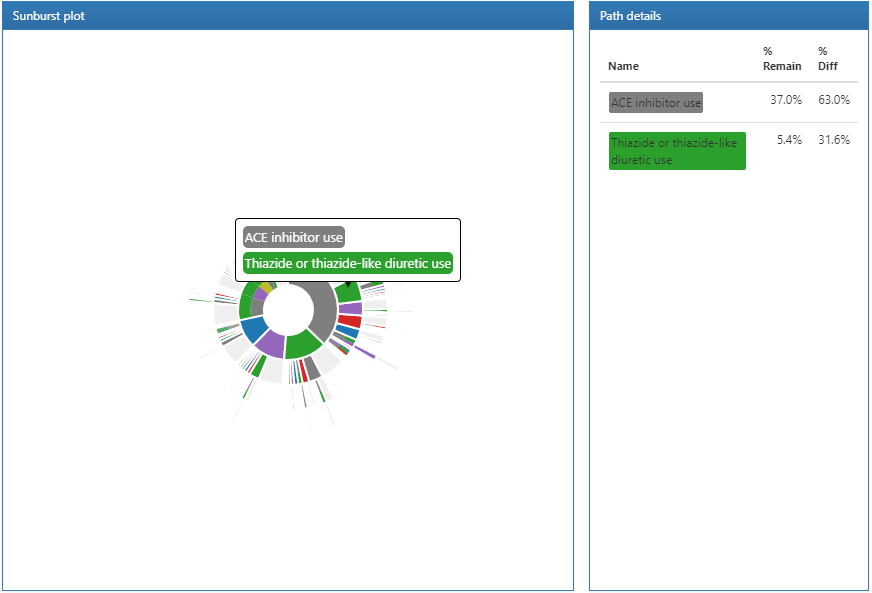 Sunburst plot
ACE inhibitor use
Thiazide or thiazide-like diuretic use
Path details
Name
%
Remain
%
Diff
ACE inhibitor use
37.0%
63.0%
Thiazide or thiazide-like
diuretic use
5.4%
31.6%